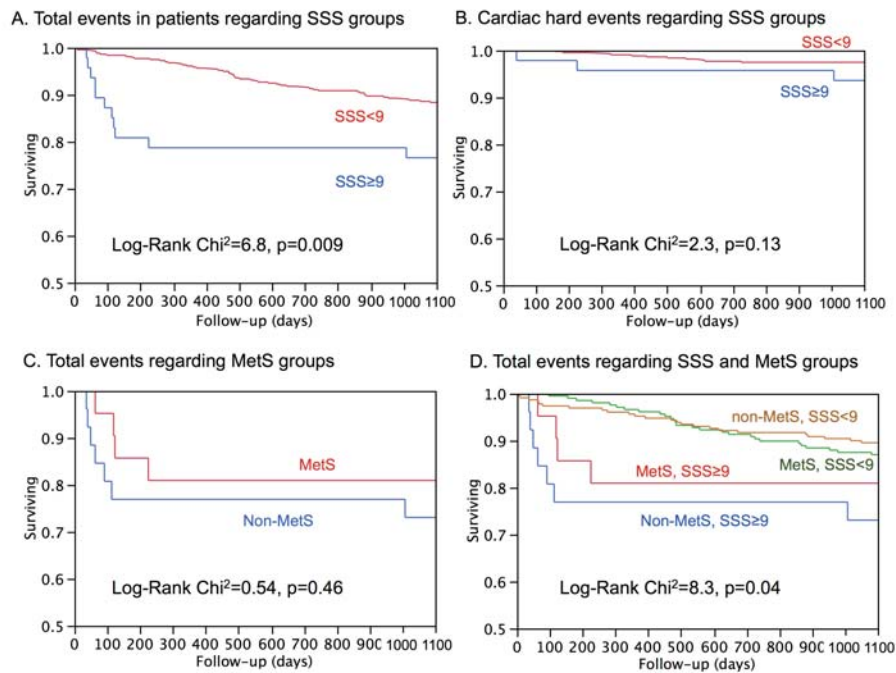 A. Total events in patients regarding SSS groups
1.0
0.9
0.8
0.7
0.6
0.5
Surviving
SSS<9
SSS≥9
Log-Rank Chi²=6.8, p=0.009
0 100 200 300 400 500 600 700 800 900 1000 1100
Follow-up (days)
B. Cardiac hard events regarding SSS groups
1.0
0.9
0.8
0.7
0.6
0.5
Surviving
SSS<9
SSS≥9
Log-Rank Chi²=2.3, p=0.13
0 100 200 300 400 500 600 700 800 900 1000 1100
Follow-up (days)
C. Total events regarding MetS groups
1.0
0.9
0.8
0.7
0.6
0.5
Surviving
MetS
Non-MetS
Log-Rank Chi²=0.54, p=0.46
0 100 200 300 400 500 600 700 800 900 1000 1100
Follow-up (days)
D. Total events regarding SSS and MetS groups
1.0
0.9
0.8
0.7
0.6
0.5
Surviving
non-MetS, SSS<9
MetS, SSS≥9
MetS, SSS<9
Non-MetS, SSS≥9
Log-Rank Chi²=8.3, p=0.04
0 100 200 300 400 500 600 700 800 900 1000 1100
Follow-up (days)